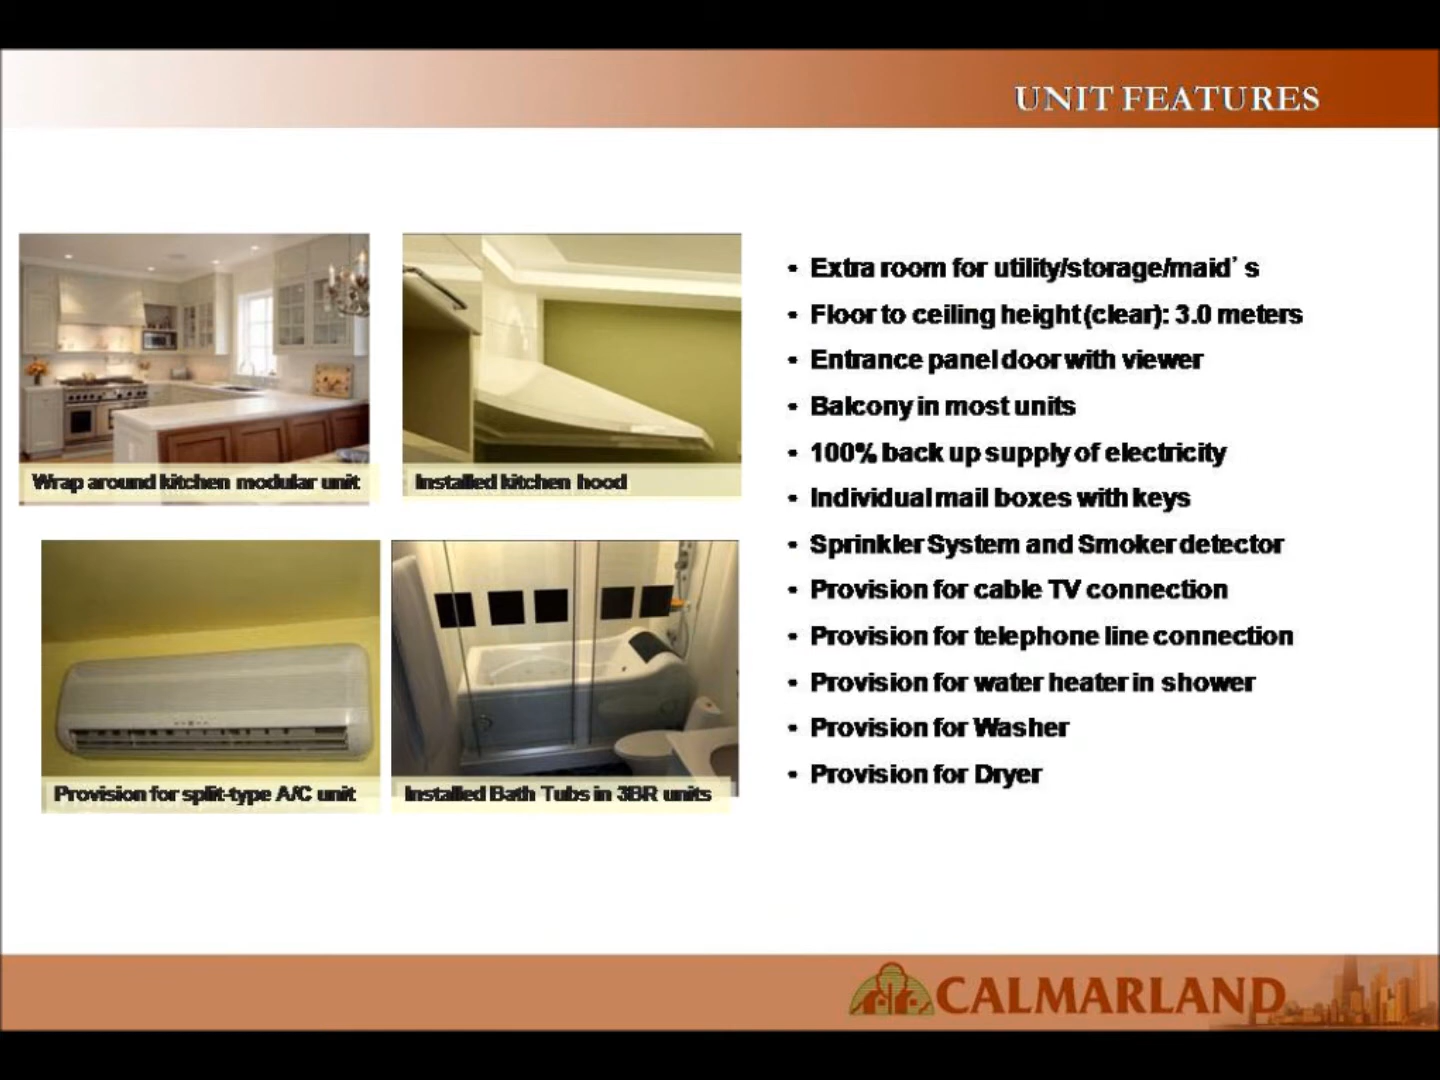 UNIT FEATURES
Wrap around kitchen modular unit
Installed kitchen hood
Provision for split-type A/C unit
Installed Bath Tubs in 3BR units
• Extra room for utility/storage/maid’ s
• Floor to ceiling height (clear): 3.0 meters
• Entrance panel door with viewer
• Balcony in most units
• 100% back up supply of electricity
• Individual mail boxes with keys
• Sprinkler System and Smoker detector
• Provision for cable TV connection
• Provision for telephone line connection
• Provision for water heater in shower
• Provision for Washer
• Provision for Dryer
CALMARLAND